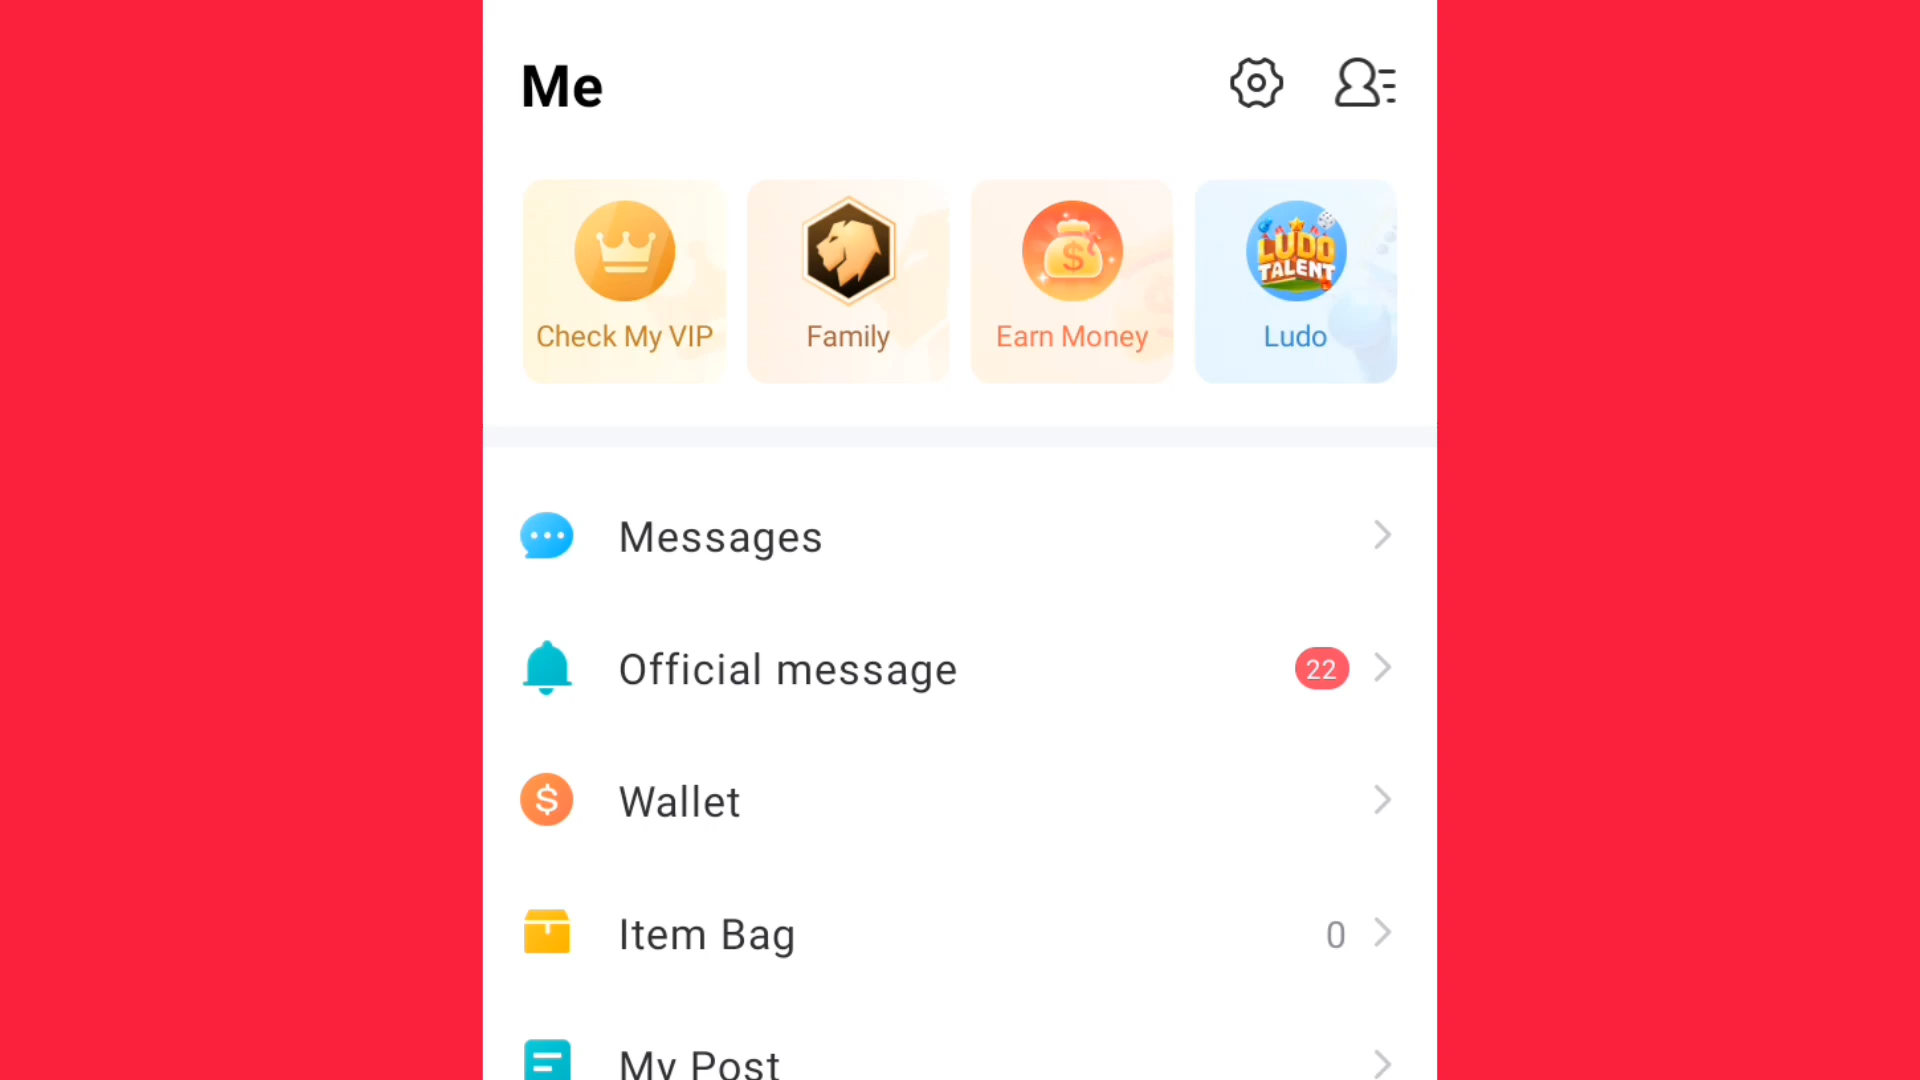 Me
$
LUDO
TALENT
Check My VIP
Family
Earn Money
Ludo
Messages
Official message
22
$
Wallet
Item Bag
0
My Post